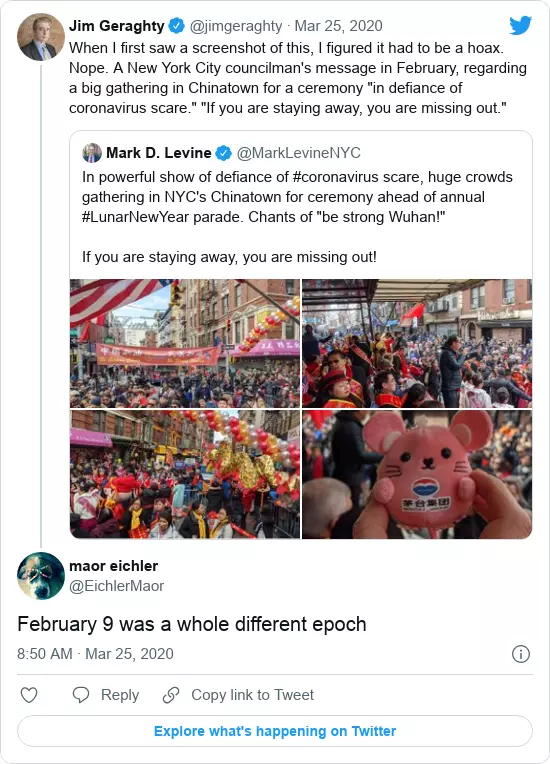 Jim Geraghty @jimgeraghty · Mar 25, 2020
When I first saw a screenshot of this, I figured it had to be a hoax.
Nope. A New York City councilman's message in February, regarding
a big gathering in Chinatown for a ceremony "in defiance of
coronavirus scare." "If you are staying away, you are missing out."
Mark D. Levine @MarkLevineNYC
In powerful show of defiance of #coronavirus scare, huge crowds
gathering in NYC's Chinatown for ceremony ahead of annual
#LunarNewYear parade. Chants of "be strong Wuhan!"
If you are staying away, you are missing out!
茅台集团
maor eichler
@EichlerMaor
February 9 was a whole different epoch
8:50 AM · Mar 25, 2020
Reply
Copy link to Tweet
Explore what's happening on Twitter